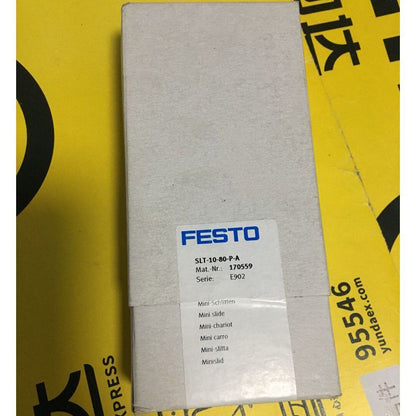 FESTO
SLT-10-80-P-A
Mat.-Nr.: 170559
Serie: E902
Mini-Schlitten
Mini slide
Mini chariot
Mini carro
Mini slitta
Minislid
95546
yundaex.com
EXPRESS
达